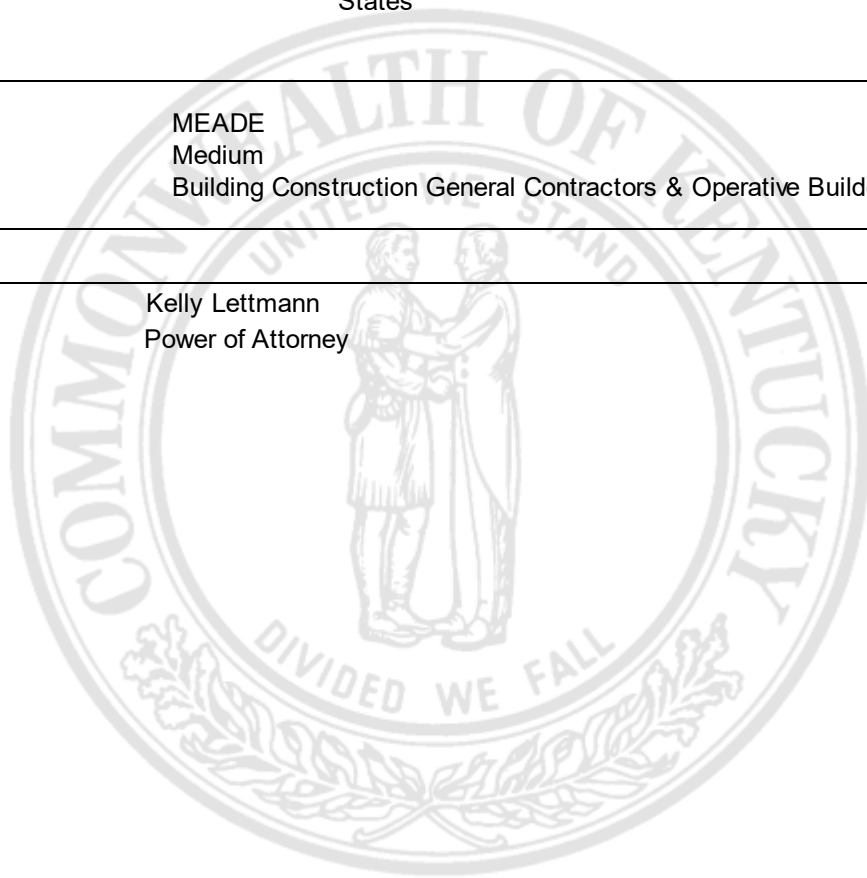 States
MEADE
Medium
Building Construction General Contractors & Operative Build
Kelly Lettmann
Power of Attorney
COMMONWEALTH OF KENTUCKY
UNITED WE STAND
DIVIDED WE FALL